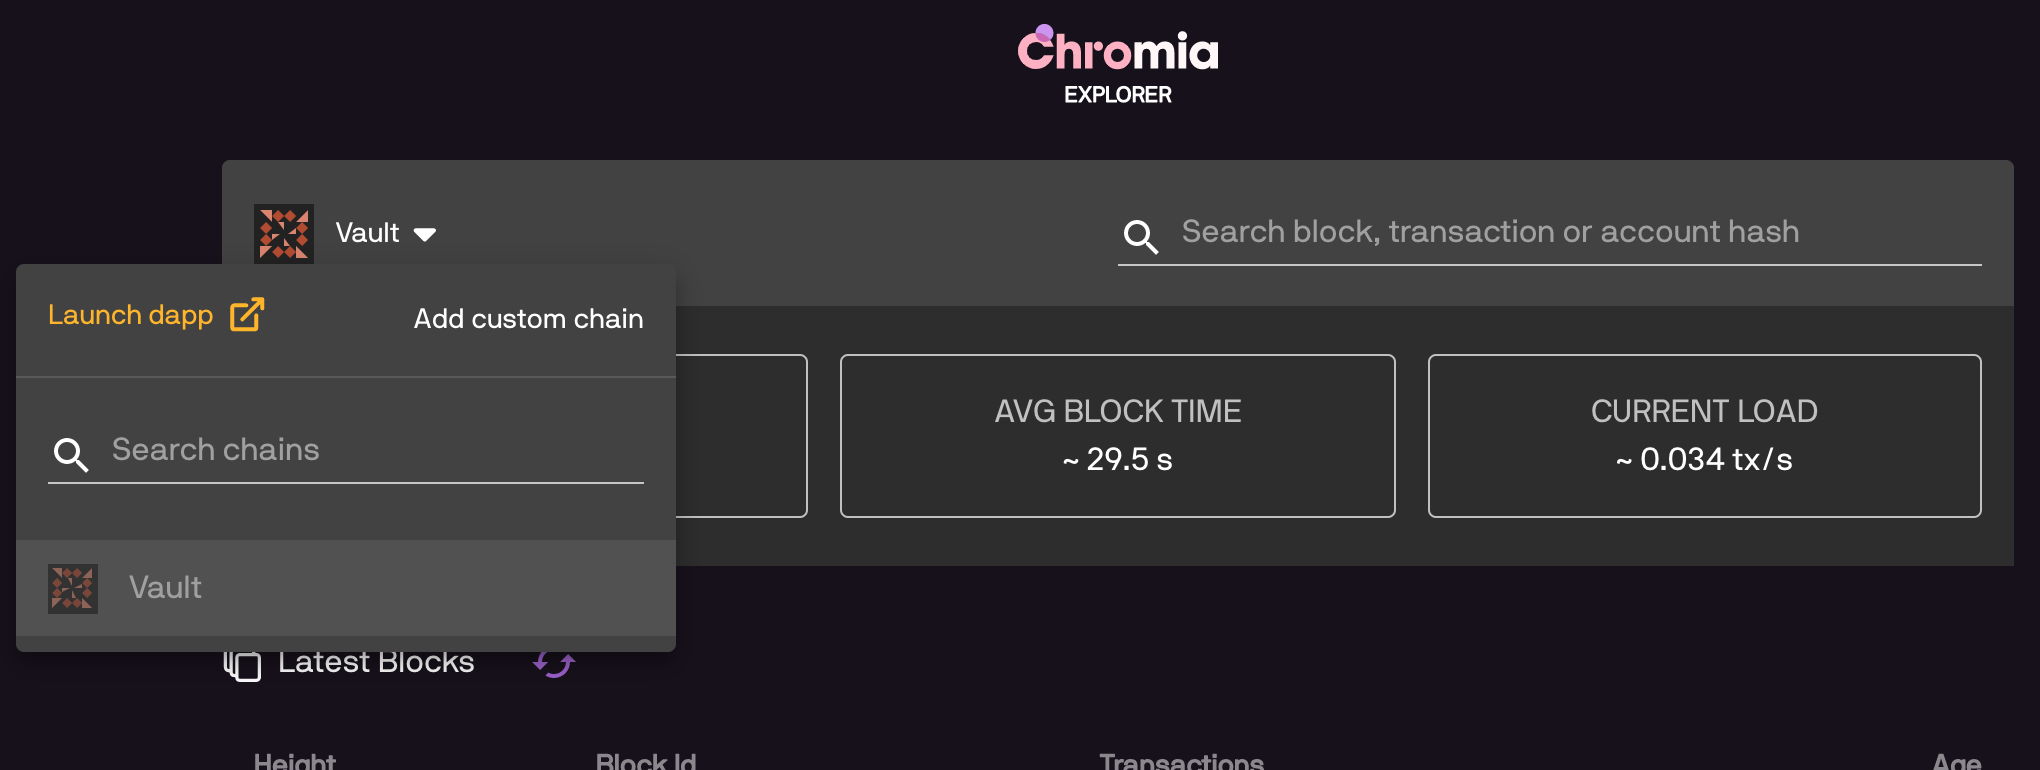 Chromia
EXPLORER
Vault
Search block, transaction or account hash
Launch dapp
Add custom chain
Search chains
Vault
AVG BLOCK TIME
~ 29.5 s
CURRENT LOAD
~ 0.034 tx/s
Latest Blocks
Height
Block Id
Transactions
Age